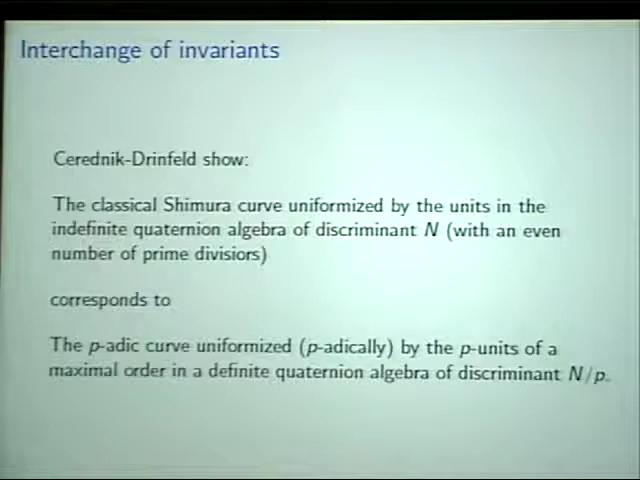 Interchange of invariants
Cerednik-Drinfeld show:
The classical Shimura curve uniformized by the units in the
indefinite quaternion algebra of discriminant N (with an even
number of prime divisiors)
corresponds to
The p-adic curve uniformized (p-adically) by the p-units of a
maximal order in a definite quaternion algebra of discriminant N/p.